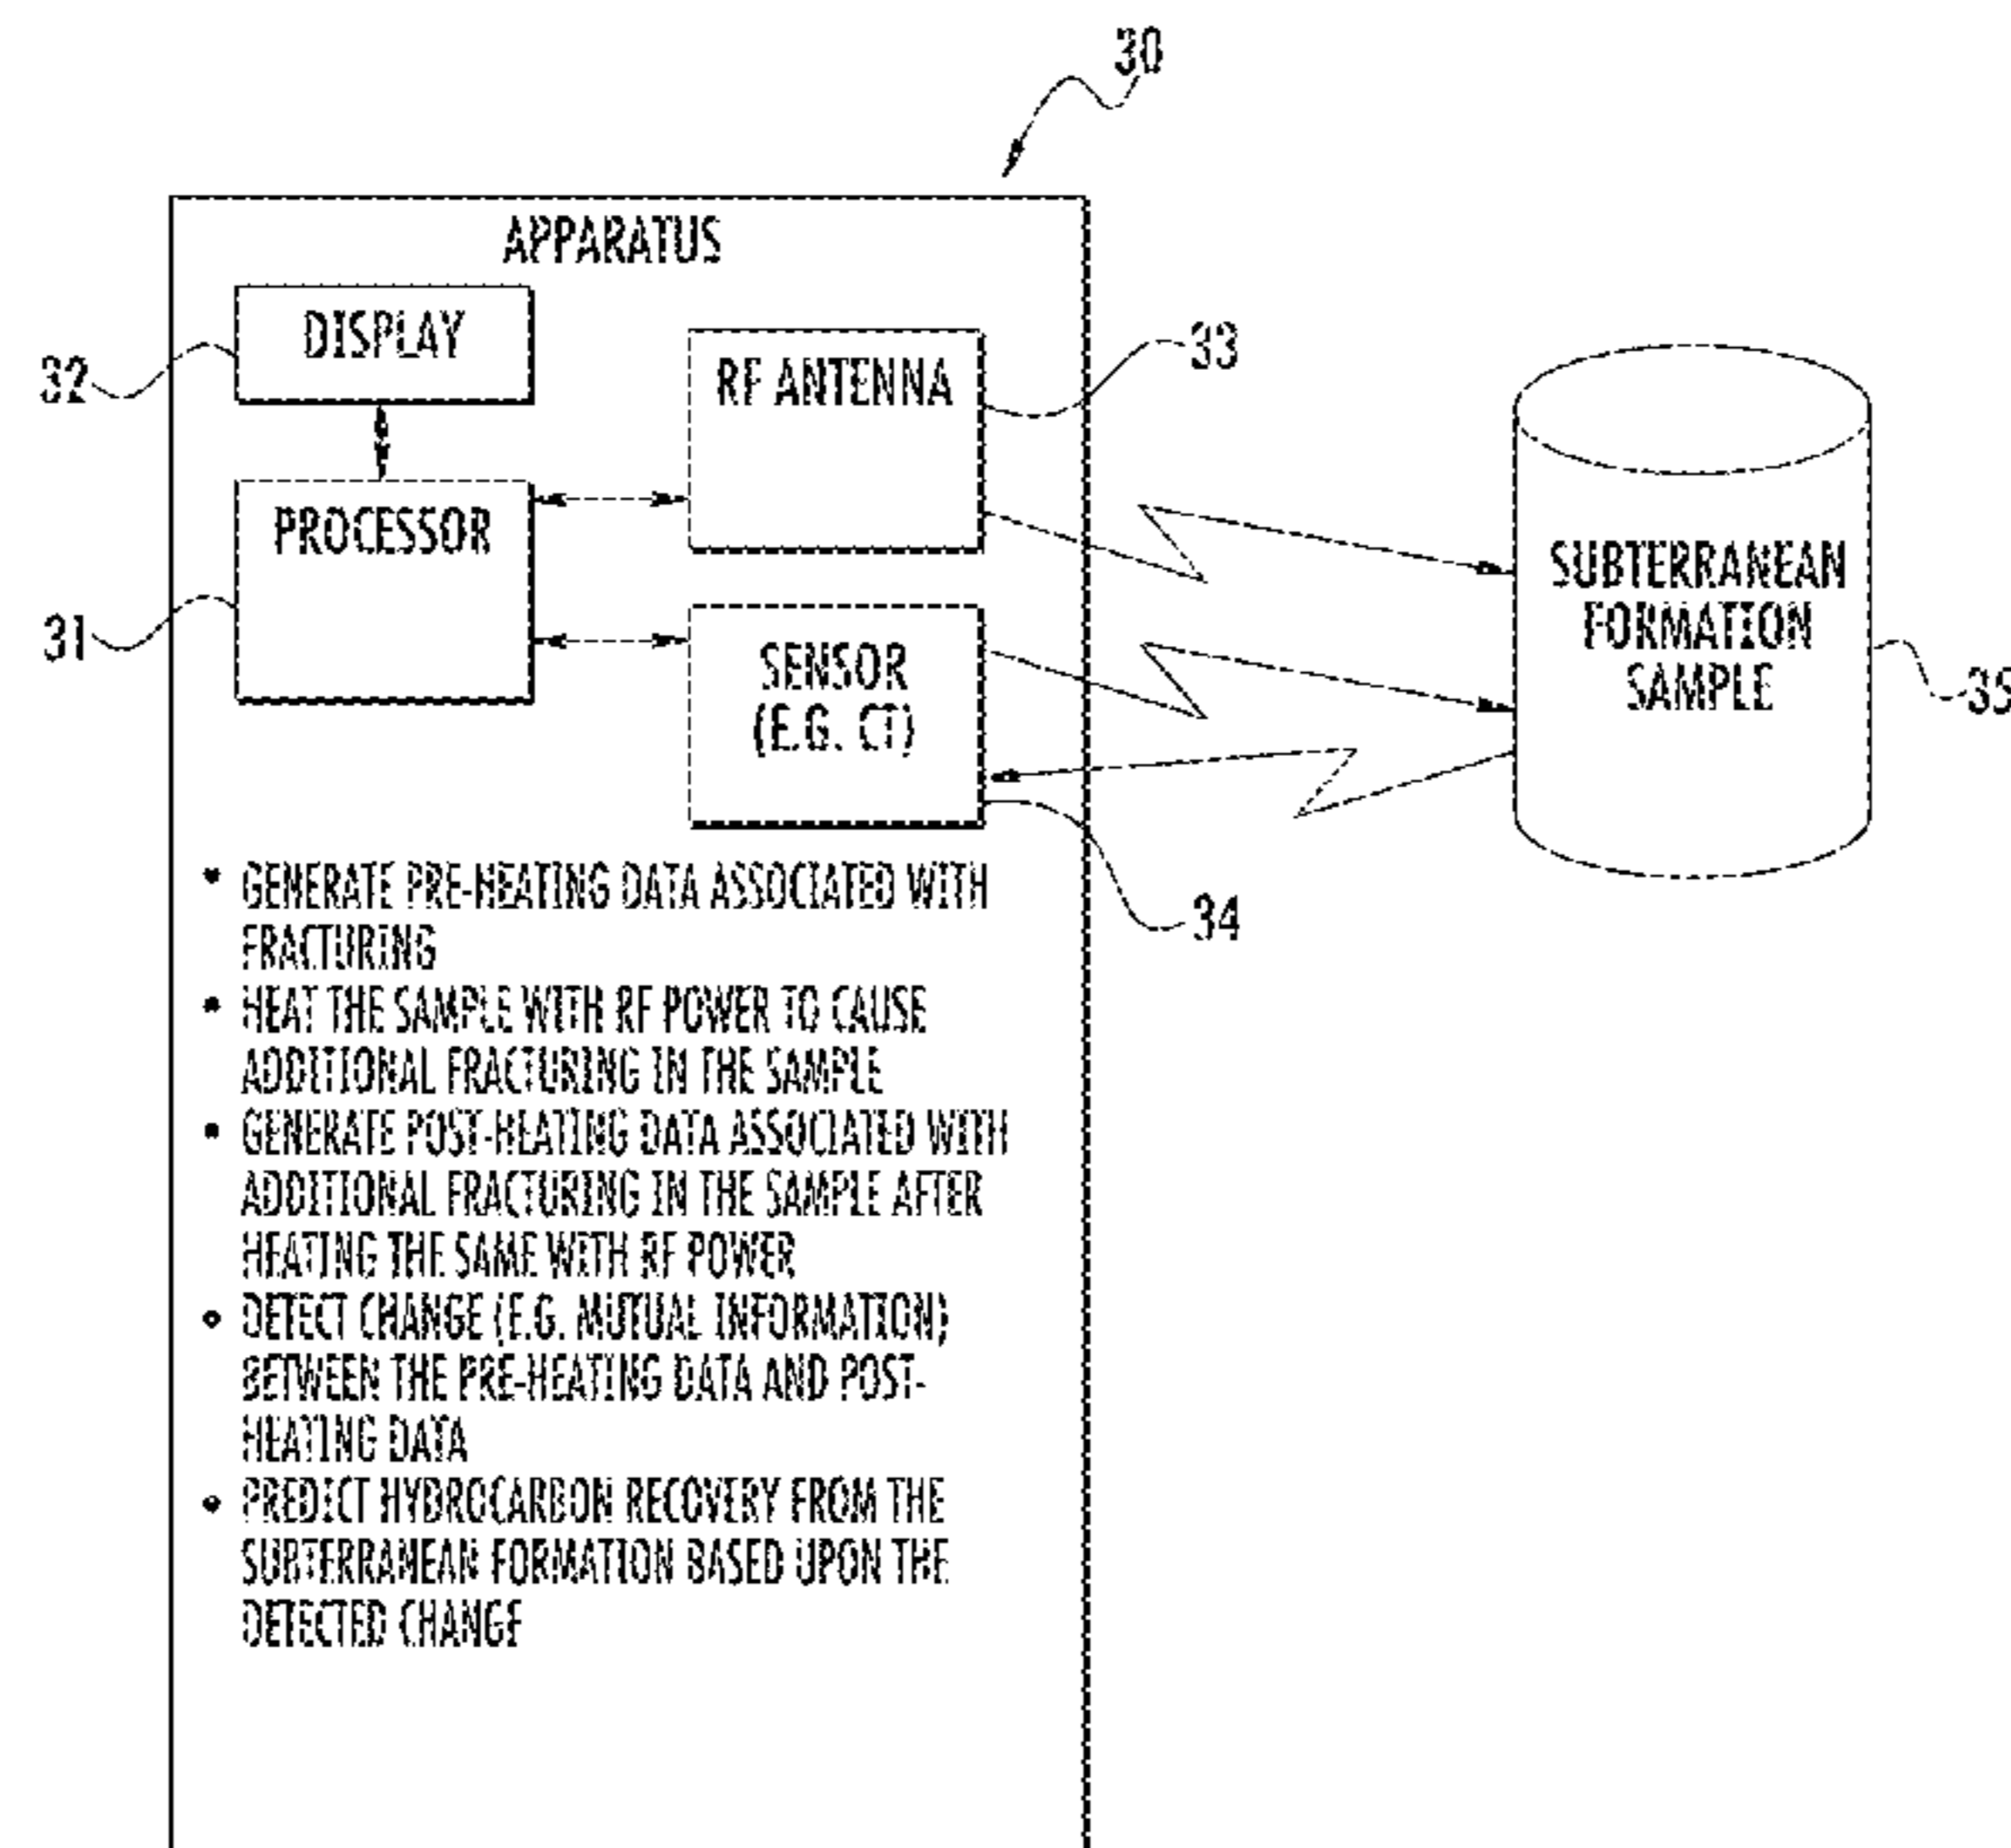 30
APPARATUS
DISPLAY
32
RF ANTENNA
33
PROCESSOR
31
SENSOR
(E.G. CT)
34
SUBTERRANEAN
FORMATION
SAMPLE
35
• GENERATE PRE-HEATING DATA ASSOCIATED WITH
FRACTURING
• HEAT THE SAMPLE WITH RF POWER TO CAUSE
ADDITIONAL FRACTURING IN THE SAMPLE
• GENERATE POST-HEATING DATA ASSOCIATED WITH
ADDITIONAL FRACTURING IN THE SAMPLE AFTER
HEATING THE SAME WITH RF POWER
• DETECT CHANGE (E.G. MUTUAL INFORMATION)
BETWEEN THE PRE-HEATING DATA AND POST-
HEATING DATA
• PREDICT HYDROCARBON RECOVERY FROM THE
SUBTERRANEAN FORMATION BASED UPON THE
DETECTED CHANGE